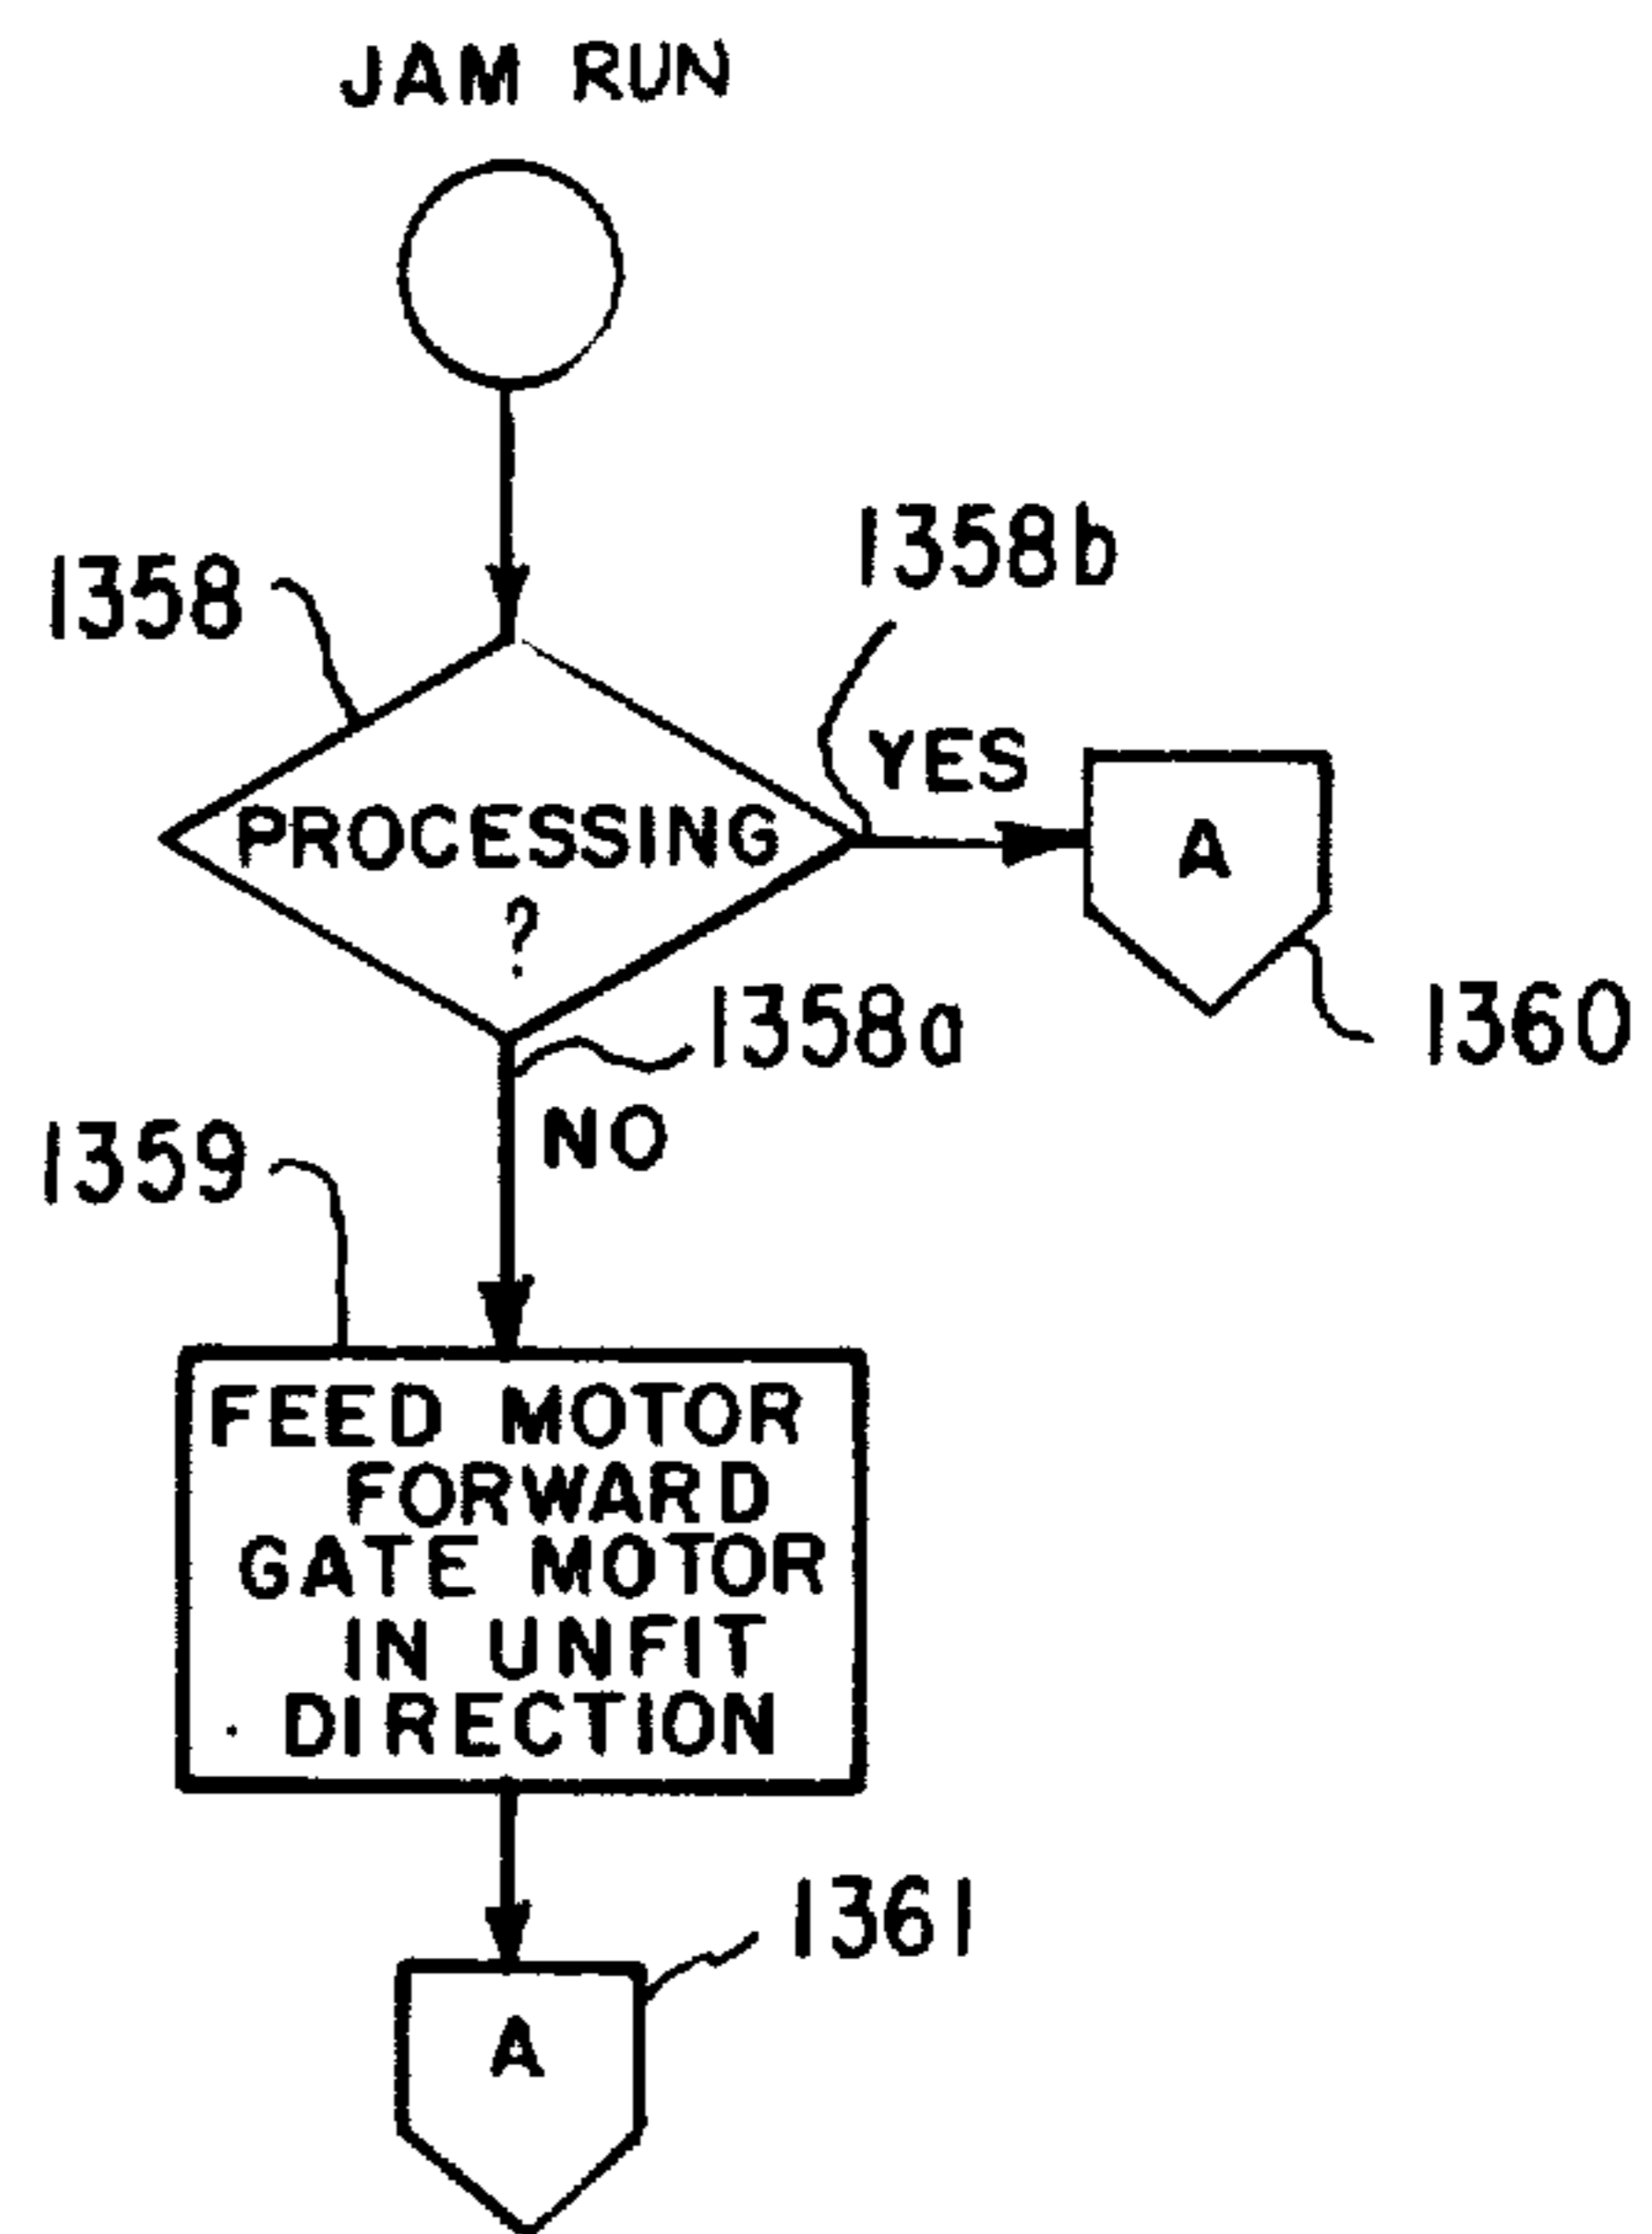 JAM RUN
1358b
1358
YES
PROCESSING
?
A
1358a
1360
NO
1359
FEED MOTOR
FORWARD
GATE MOTOR
IN UNFIT
DIRECTION
1361
A